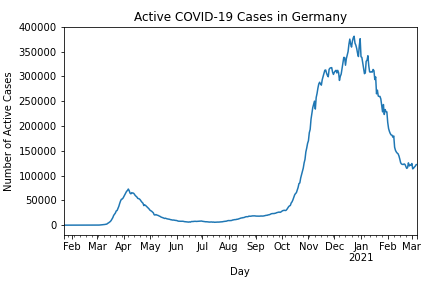 Active COVID-19 Cases in Germany
Number of Active Cases
400000
350000
300000
250000
200000
150000
100000
50000
0
Feb Mar Apr May Jun Jul Aug Sep Oct Nov Dec Jan Feb Mar
2021
Day